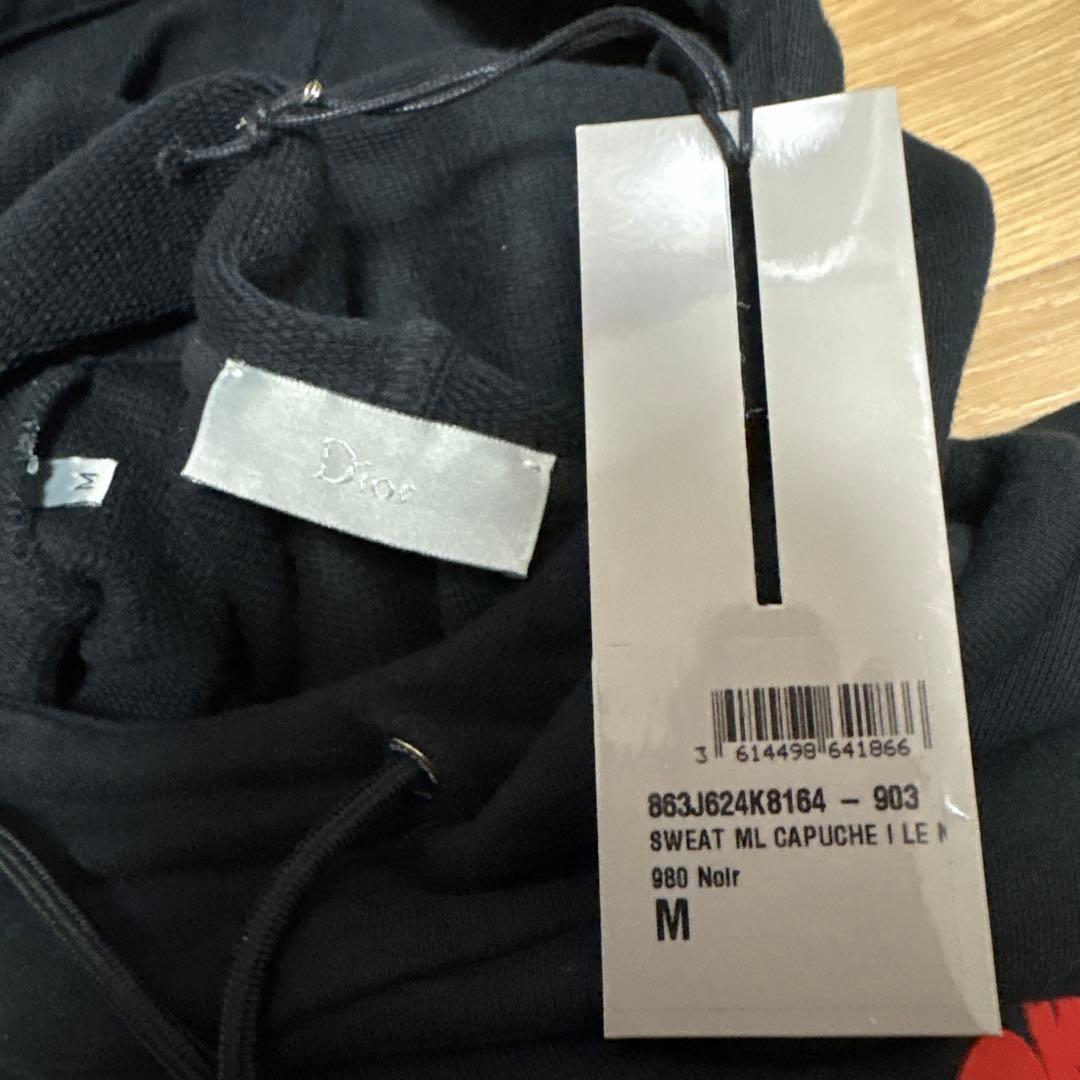 M
Dior
3 614498 641866
863J624K8164 - 903
SWEAT ML CAPUCHE I LE
980 Noir
M